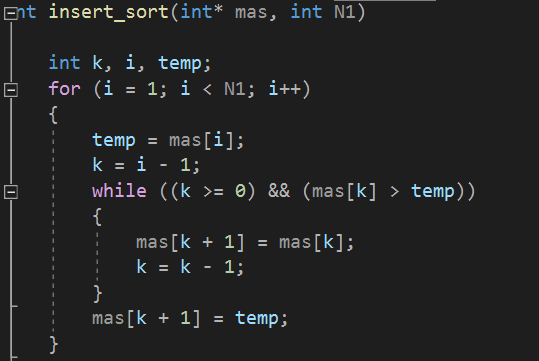 int insert_sort(int* mas, int N1)
int k, i, temp;
for (i = 1; i < N1; i++)
{
temp = mas[i];
k = i - 1;
while ((k >= 0) && (mas[k] > temp))
{
mas[k + 1] = mas[k];
k = k - 1;
}
mas[k + 1] = temp;
}